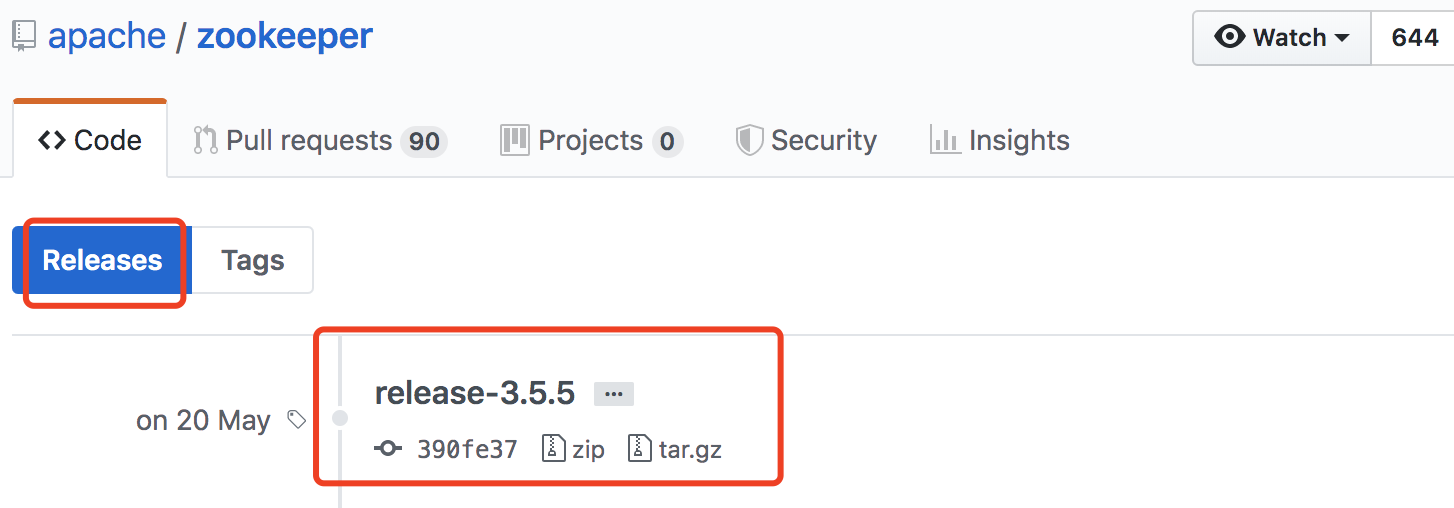 apache / zookeeper
Watch 644
Code Pull requests 90 Projects 0 Security Insights
Releases Tags
release-3.5.5 ...
on 20 May
390fe37 zip tar.gz